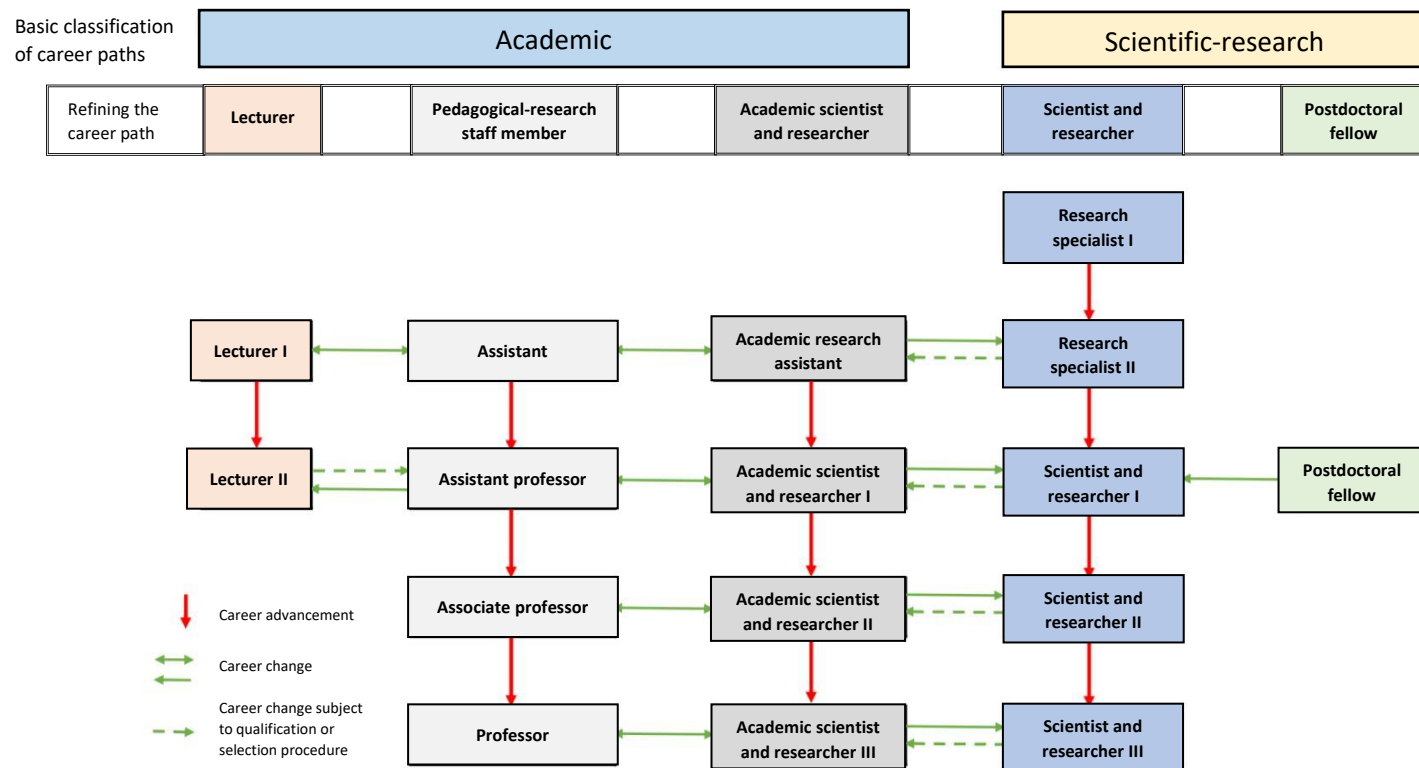 Basic classification
of career paths
Academic
Scientific-research
Refining the
career path
Lecturer
Pedagogical-research
staff member
Academic scientist
and researcher
Scientist and
researcher
Postdoctoral
fellow
Research
specialist I
Lecturer I
Assistant
Academic research
assistant
Research
specialist II
Lecturer II
Assistant professor
Academic scientist
and researcher I
Scientist and
researcher I
Postdoctoral
fellow
Associate professor
Academic scientist
and researcher II
Scientist and
researcher II
Career advancement
Career change
Career change subject
to qualification or
selection procedure
Professor
Academic scientist
and researcher III
Scientist and
researcher III